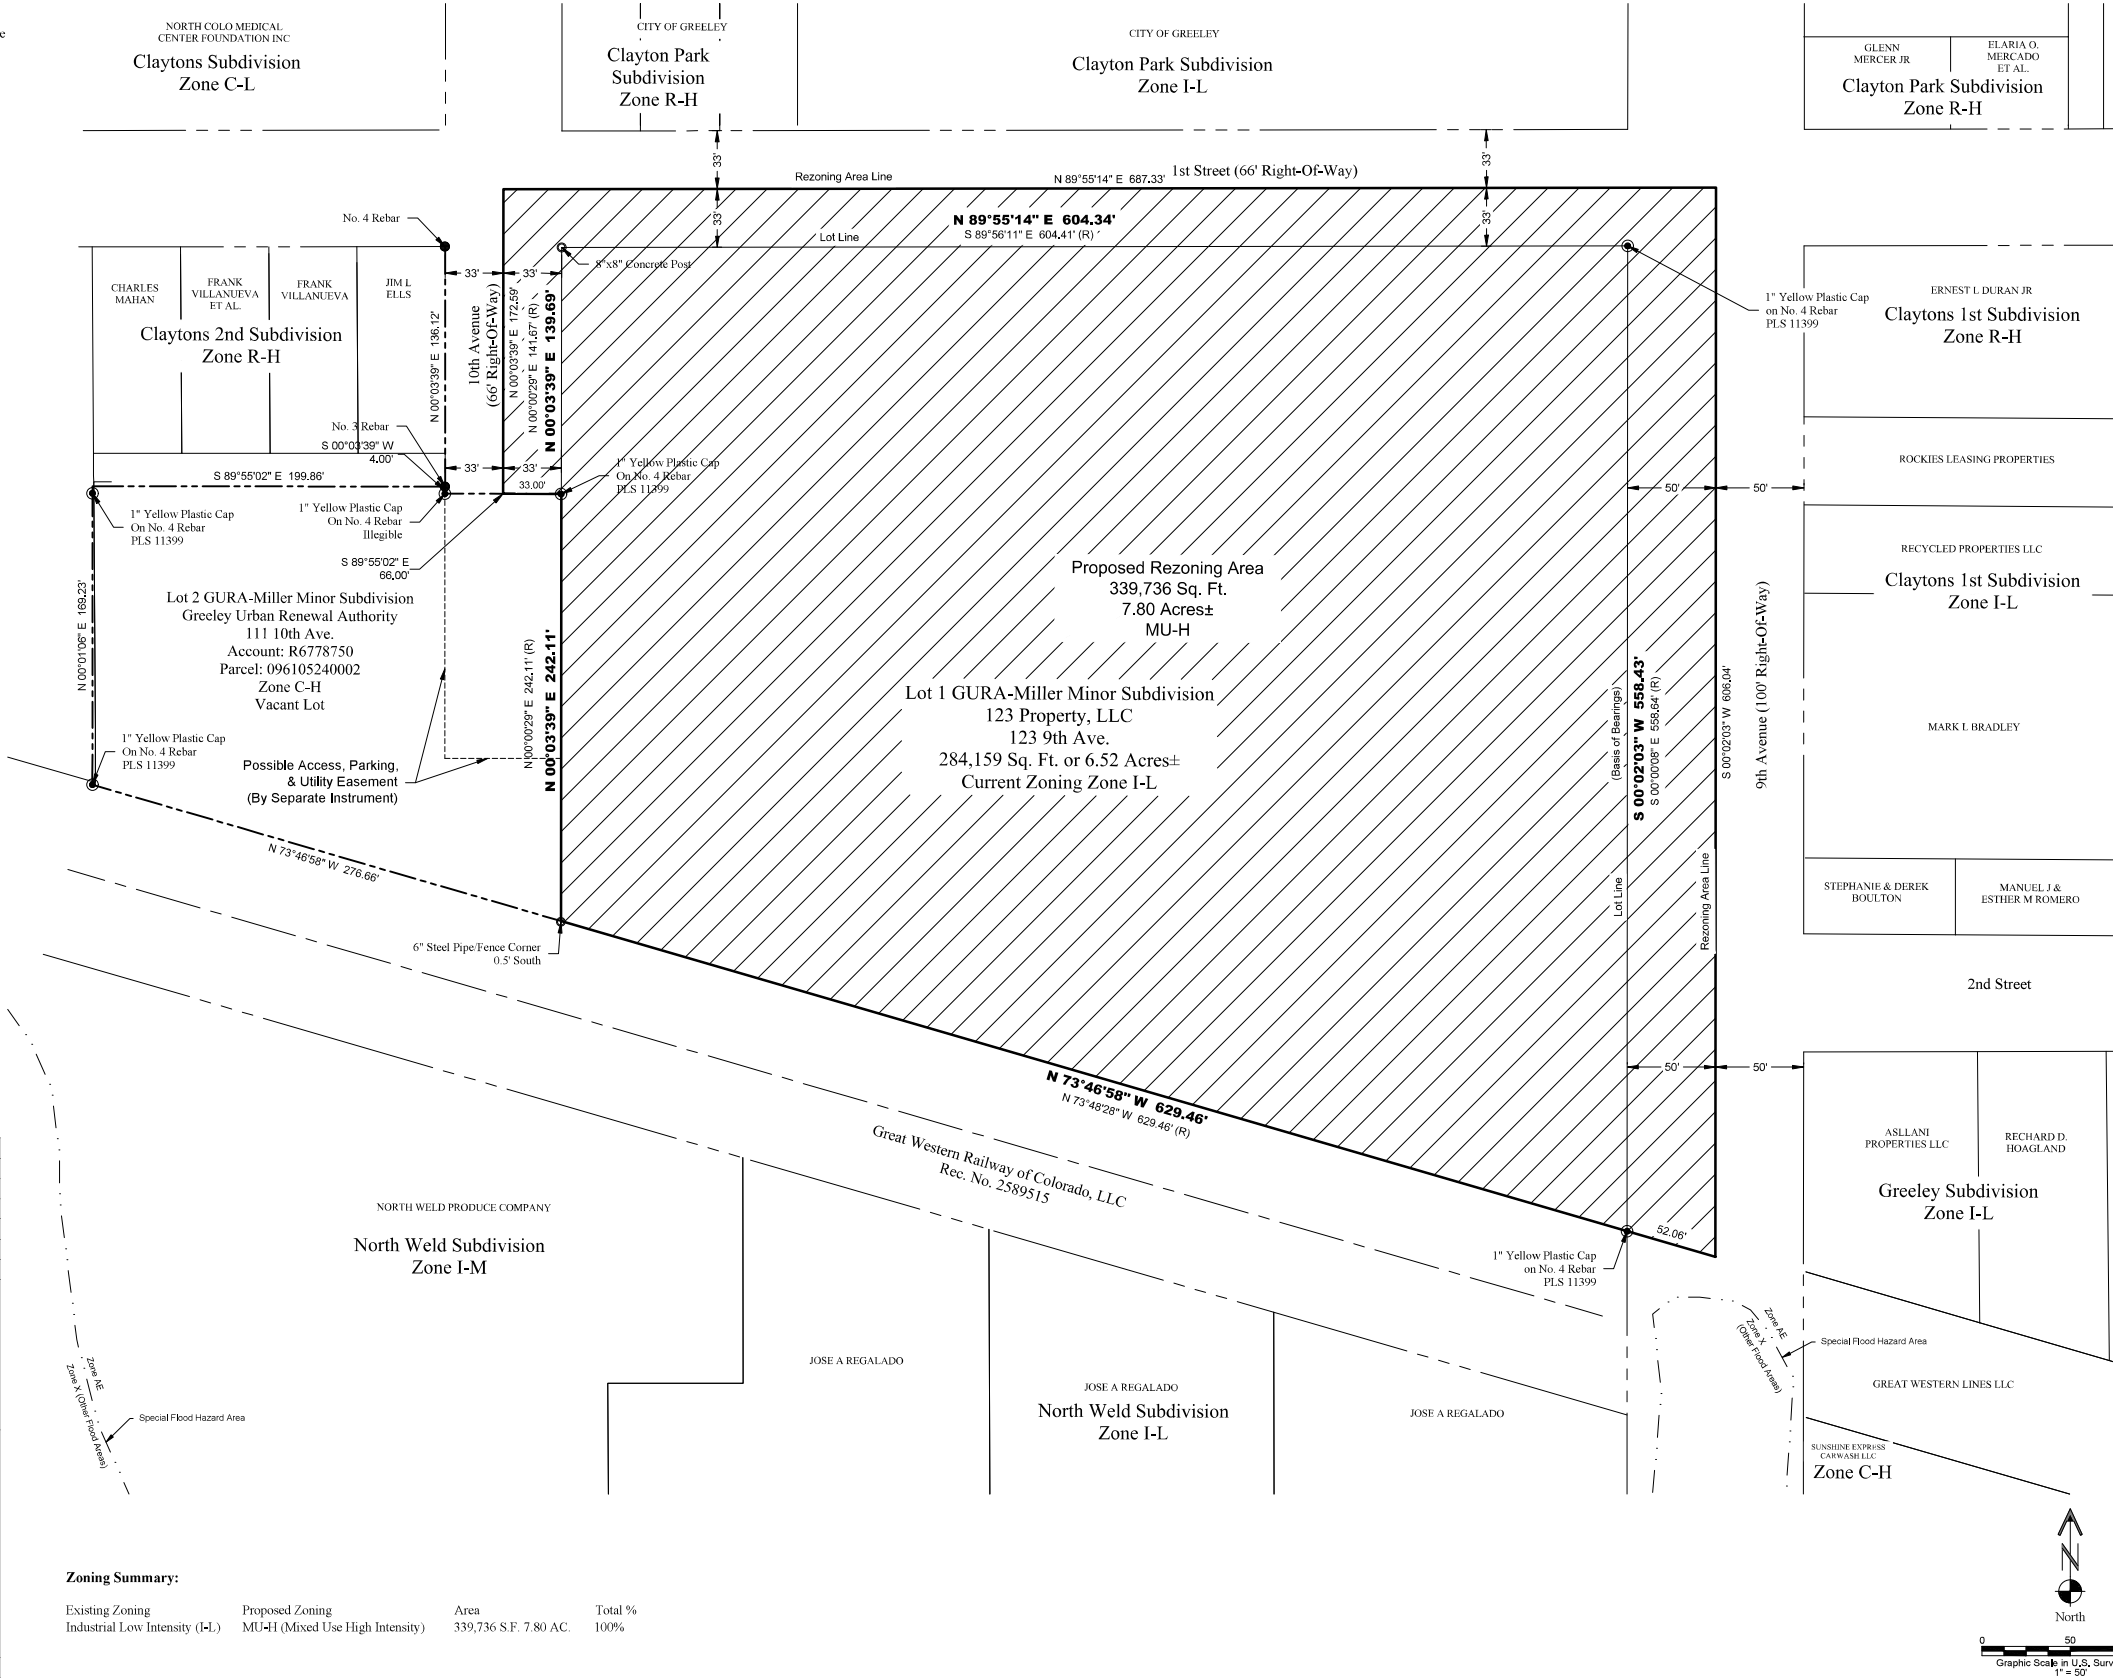 e
NORTH COLO MEDICAL
CENTER FOUNDATION INC
Claytons Subdivision
Zone C-L
CITY OF GREELEY
Clayton Park
Subdivision
Zone R-H
CITY OF GREELEY
Clayton Park Subdivision
Zone I-L
GLENN
MERCER JR
ELARIA O.
MERCADO
ET AL.
Clayton Park Subdivision
Zone R-H
33'
33'
Rezoning Area Line
N 89°55'14" E 687.33'
1st Street (66' Right-Of-Way)
33'
33'
N 89°55'14" E 604.34'
S 89°56'11" E 604.41' (R)
Lot Line
No. 4 Rebar
8"x8" Concrete Post
33'
33'
CHARLES
MAHAN
FRANK
VILLANUEVA
ET AL.
FRANK
VILLANUEVA
JIM L
ELLS
Claytons 2nd Subdivision
Zone R-H
N 00°03'39" E 136.12'
10th Avenue
(66' Right-Of-Way)
N 00°03'39" E 172.59'
N 00°00'29" E 141.67' (R)
N 00°03'39" E 139.69'
1" Yellow Plastic Cap
on No. 4 Rebar
PLS 11399
ERNEST L DURAN JR
Claytons 1st Subdivision
Zone R-H
No. 3 Rebar
S 00°03'39" W
4.00'
S 89°55'02" E 199.86'
33'
33'
33.00'
1" Yellow Plastic Cap
On No. 4 Rebar
PLS 11399
ROCKIES LEASING PROPERTIES
50'
50'
1" Yellow Plastic Cap
On No. 4 Rebar
PLS 11399
1" Yellow Plastic Cap
On No. 4 Rebar
Illegible
S 89°55'02" E
66.00'
Proposed Rezoning Area
339,736 Sq. Ft.
7.80 Acres±
MU-H
RECYCLED PROPERTIES LLC
Claytons 1st Subdivision
Zone I-L
N 00°01'06" E 169.23'
Lot 2 GURA-Miller Minor Subdivision
Greeley Urban Renewal Authority
111 10th Ave.
Account: R6778750
Parcel: 096105240002
Zone C-H
Vacant Lot
N 00°00'29" E 242.11' (R)
N 00°03'39" E 242.11'
Lot 1 GURA-Miller Minor Subdivision
123 Property, LLC
123 9th Ave.
284,159 Sq. Ft. or 6.52 Acres±
Current Zoning Zone I-L
(Basis of Bearings)
S 00°02'03" W 558.43'
S 00°00'08" E 558.64' (R)
S 00°02'03" W 606.04'
9th Avenue (100' Right-Of-Way)
MARK L BRADLEY
1" Yellow Plastic Cap
On No. 4 Rebar
PLS 11399
Possible Access, Parking,
& Utility Easement
(By Separate Instrument)
N 73°46'58" W 276.66'
Lot Line
Rezoning Area Line
STEPHANIE & DEREK
BOULTON
MANUEL J &
ESTHER M ROMERO
6" Steel Pipe/Fence Corner
0.5' South
2nd Street
N 73°46'58" W 629.46'
N 73°48'28" W 629.46' (R)
50'
50'
Great Western Railway of Colorado, LLC
Rec. No. 2589515
ASLLANI
PROPERTIES LLC
RECHARD D.
HOAGLAND
Greeley Subdivision
Zone I-L
NORTH WELD PRODUCE COMPANY
North Weld Subdivision
Zone I-M
52.06'
1" Yellow Plastic Cap
on No. 4 Rebar
PLS 11399
Zone AE
Zone X
(Other Flood Areas)
Special Flood Hazard Area
JOSE A REGALADO
JOSE A REGALADO
North Weld Subdivision
Zone I-L
JOSE A REGALADO
GREAT WESTERN LINES LLC
Zone AE
Zone X (Other Flood Areas)
Special Flood Hazard Area
SUNSHINE EXPRESS
CARWASH LLC
Zone C-H
Zoning Summary:
Existing Zoning Proposed Zoning Area Total %
Industrial Low Intensity (I-L) MU-H (Mixed Use High Intensity) 339,736 S.F. 7.80 AC. 100%
N
North
0 50
Graphic Scale in U.S. Surv
1" = 50'